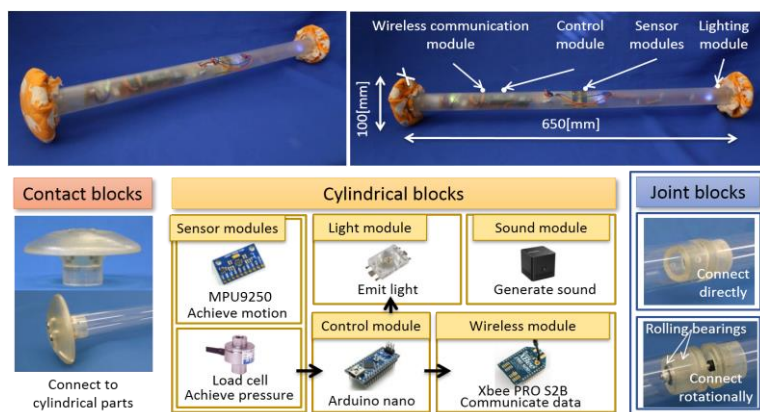 Wireless communication
module
Control
module
Sensor
modules
Lighting
module
100[mm]
650[mm]
Contact blocks
Connect to
cylindrical parts
Cylindrical blocks
Sensor modules
MPU9250
Achieve motion
Load cell
Achieve pressure
Light module
Emit light
Sound module
Generate sound
Control module
Arduino nano
Wireless module
Xbee PRO S2B
Communicate data
Joint blocks
Connect
directly
Rolling bearings
Connect
rotationally